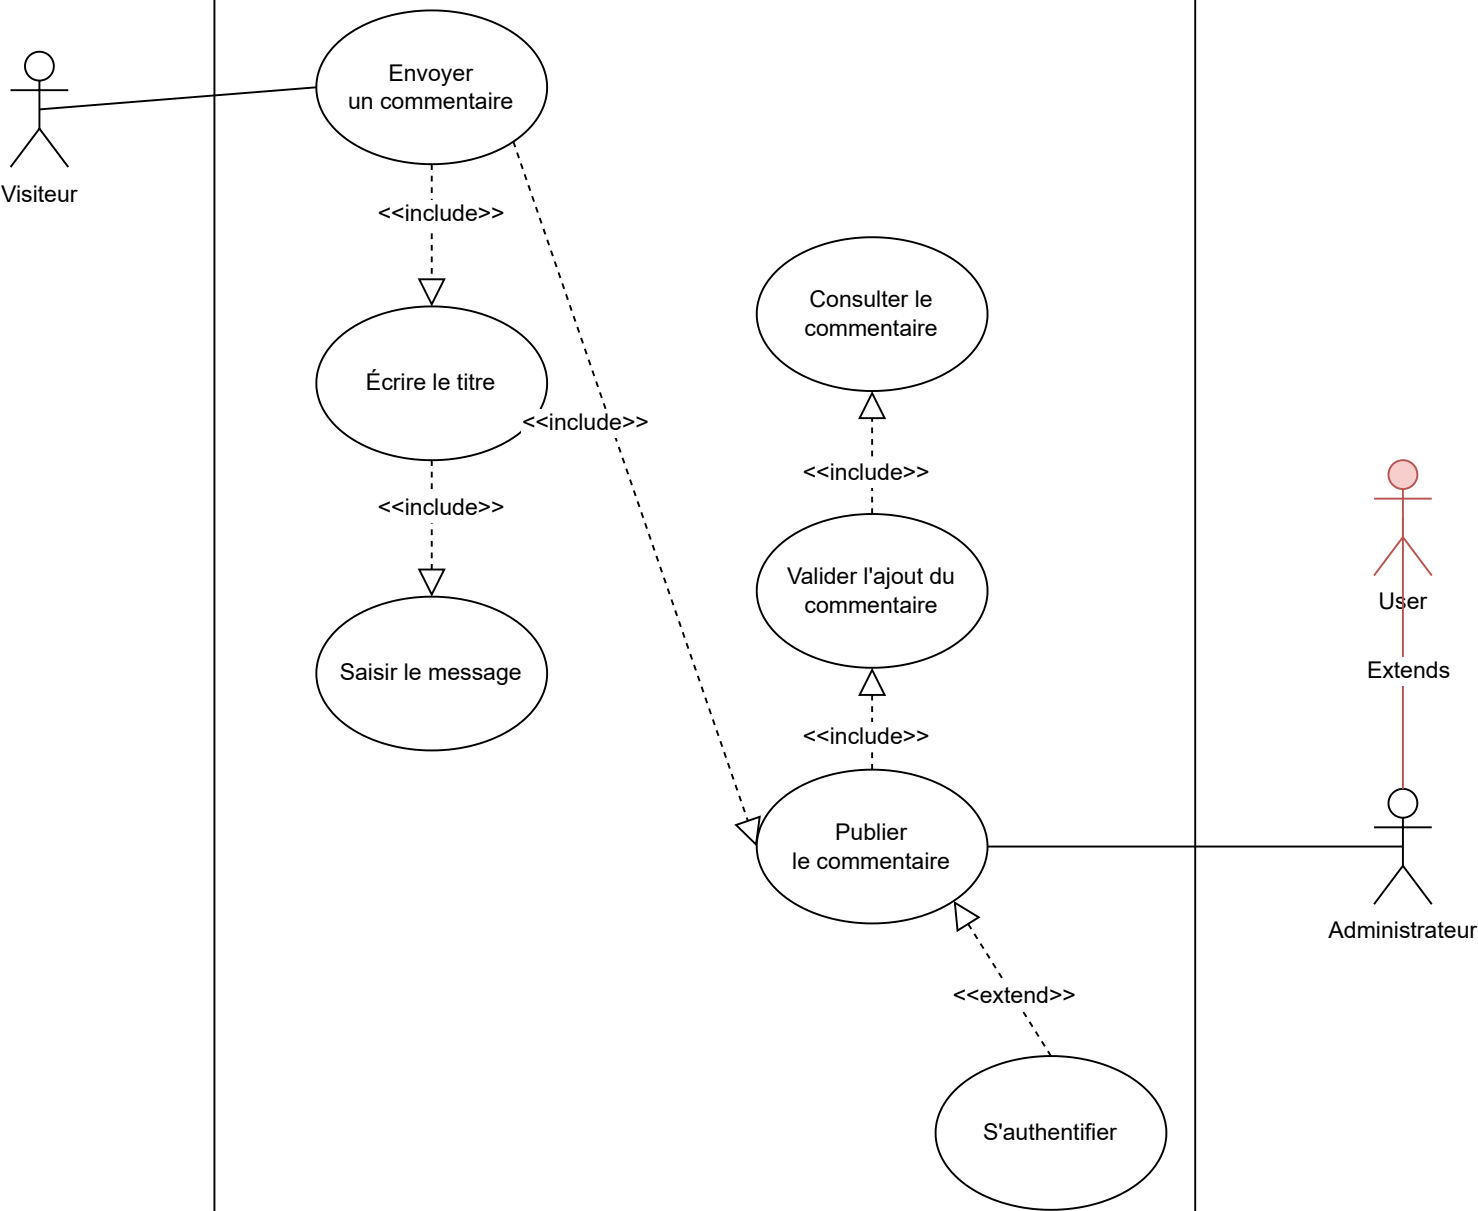 Envoyer
un commentaire
Visiteur
<<include>>
Consulter le
commentaire
Écrire le titre
<<include>>
<<include>>
<<include>>
Valider l'ajout du
commentaire
User
Saisir le message
Extends
<<include>>
Publier
le commentaire
Administrateur
<<extend>>
S'authentifier